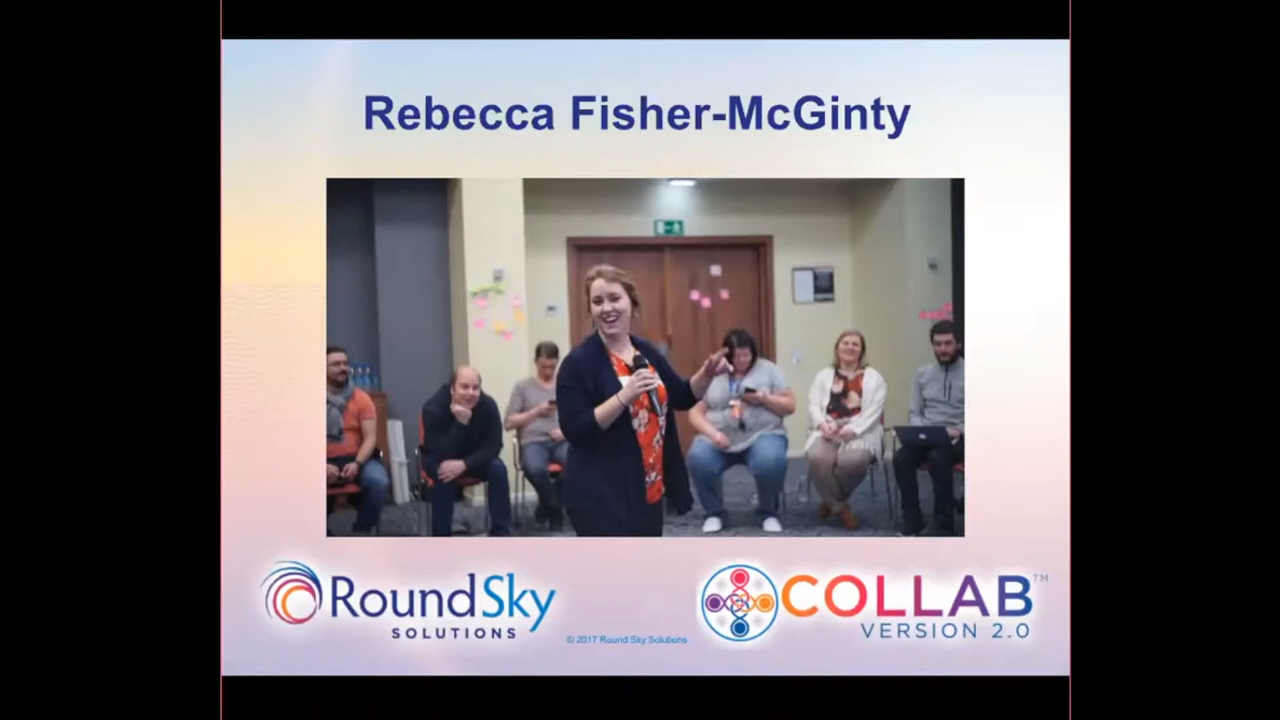 Rebecca Fisher-McGinty
RoundSky
SOLUTIONS
© 2017 Round Sky Solutions
COLLAB™
VERSION 2.0